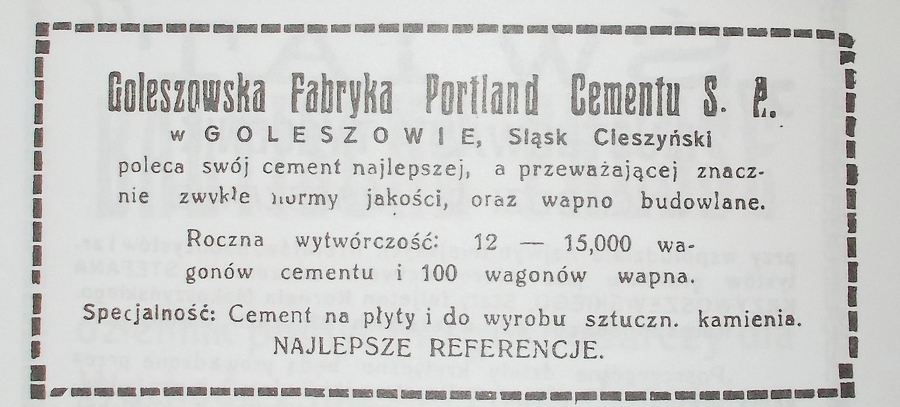 Goleszowska Fabryka Portland Cementu S. A.
w GOLESZOWIE, Śląsk Cieszyński
poleca swój cement najlepszej, a przeważającej znacz-
nie zwykłe normy jakości, oraz wapno budowlane.
Roczna wytwórczość: 12 — 15,000 wa-
gonów cementu i 100 wagonów wapna.
Specjalność: Cement na płyty i do wyrobu sztuczn. kamienia.
NAJLEPSZE REFERENCJE.